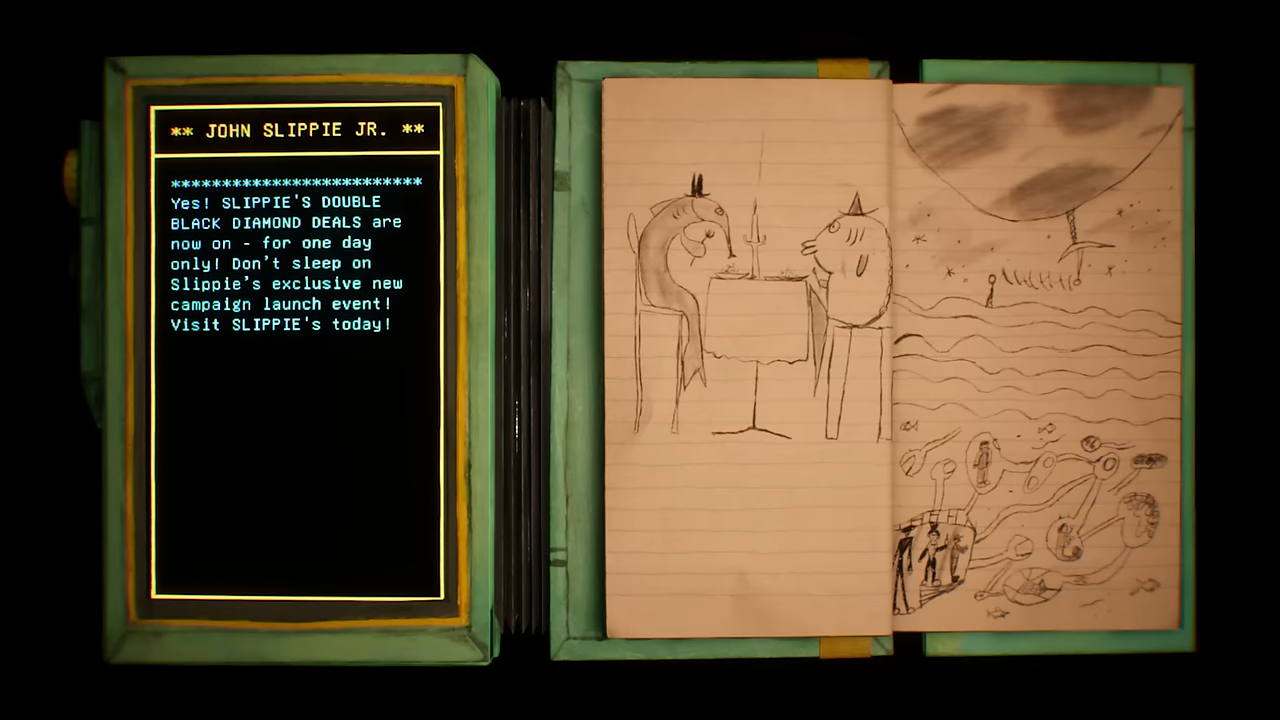 ** JOHN SLIPPIE JR. **
*************************
Yes! SLIPPIE'S DOUBLE
BLACK DIAMOND DEALS are
now on - for one day
only! Don't sleep on
Slippie's exclusive new
campaign launch event!
Visit SLIPPIE's today!